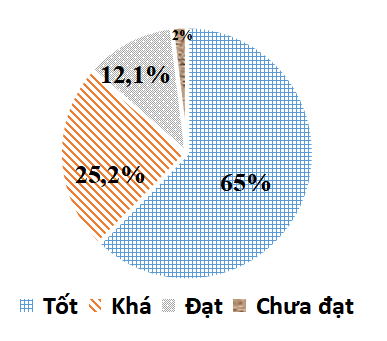 2%
12,1%
25,2%
65%
Tốt Khá Đạt Chưa đạt